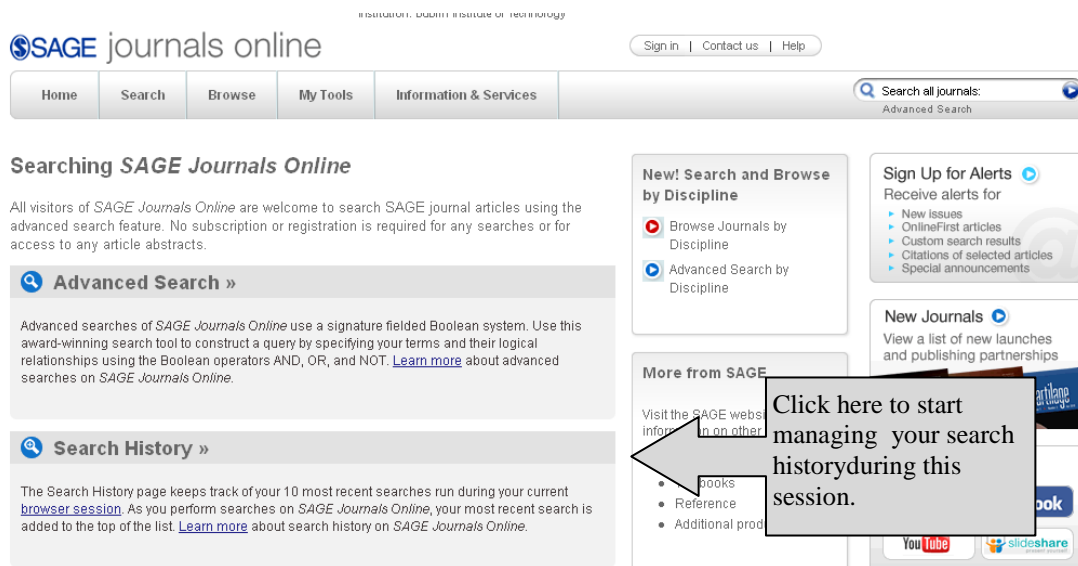 Institution: Dublin Institute of Technology
SAGE journals online
Sign in | Contact us | Help
Home Search Browse My Tools Information & Services
Search all journals:
Advanced Search
Searching SAGE Journals Online
All visitors of SAGE Journals Online are welcome to search SAGE journal articles using the
advanced search feature. No subscription or registration is required for any searches or for
access to any article abstracts.
Advanced Search »
Advanced searches of SAGE Journals Online use a signature fielded Boolean system. Use this
award-winning search tool to construct a query by specifying your terms and their logical
relationships using the Boolean operators AND, OR, and NOT. Learn more about advanced
searches on SAGE Journals Online.
Search History »
The Search History page keeps track of your 10 most recent searches run during your current
browser session. As you perform searches on SAGE Journals Online, your most recent search is
added to the top of the list. Learn more about search history on SAGE Journals Online.
New! Search and Browse
by Discipline
Browse Journals by
Discipline
Advanced Search by
Discipline
More from SAGE
Visit the SAGE
on other
Reference
Additional
Click here to start
managing your search
historyduring this
session.
Sign Up for Alerts
Receive alerts for
New issues
OnlineFirst articles
Custom search results
Citations of selected articles
Special announcements
New Journals
View a list of new launches
and publishing partnerships
artilage
ook
YouTube
slideshare